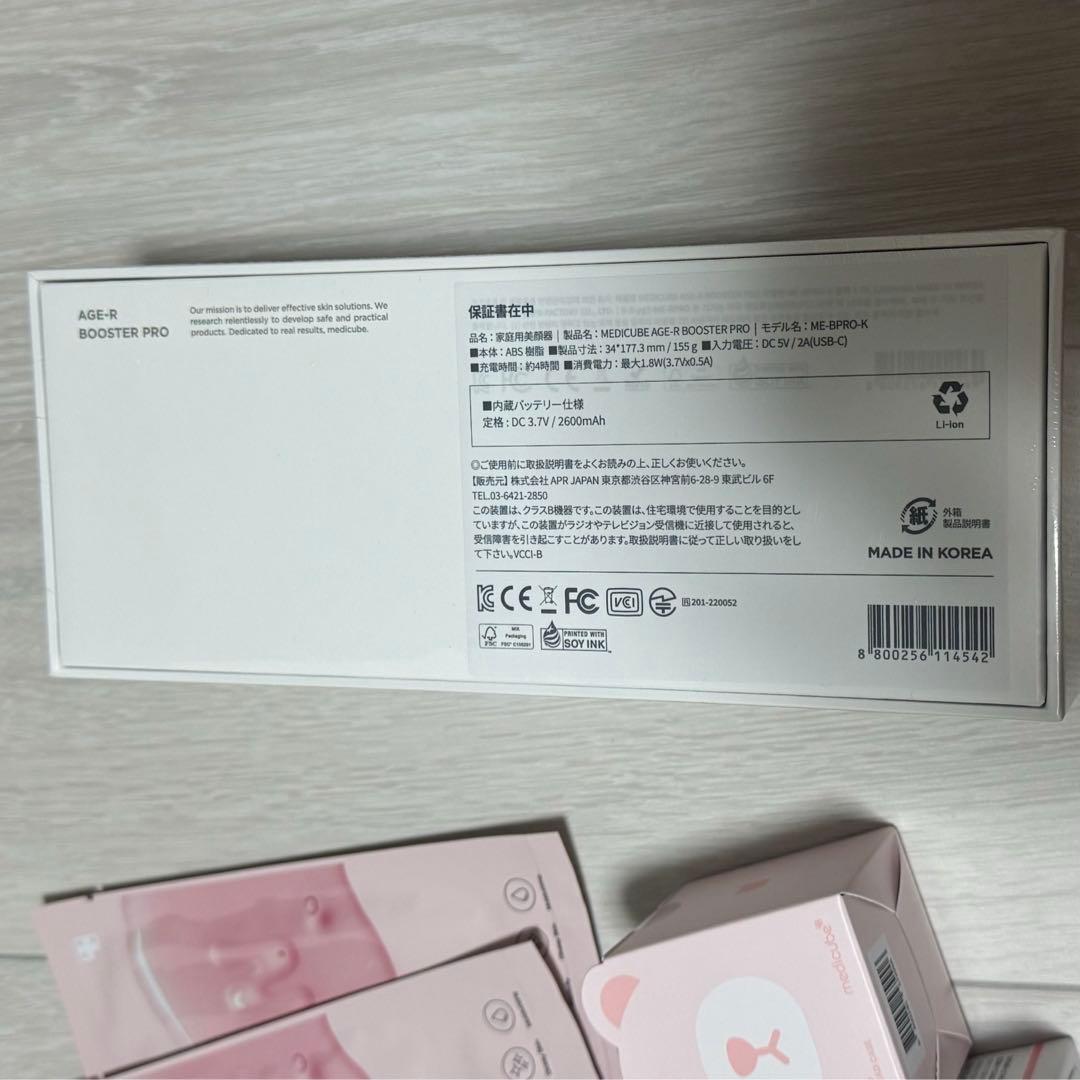 AGE-R
BOOSTER PRO
Our mission is to deliver effective skin solutions. We
research relentlessly to develop safe and practical
products. Dedicated to real results, medicube.
保証書在中
品名：家庭用美顔器｜製品名：MEDICUBE AGE-R BOOSTER PRO｜モデル名：ME-BPRO-K
■本体：ABS 樹脂 ■製品寸法：34*177.3 mm / 155 g ■入力電圧：DC 5V / 2A(USB-C)
■充電時間：約4時間 ■消費電力：最大1.8W(3.7Vx0.5A)
■内蔵バッテリー仕様
定格：DC 3.7V / 2600mAh
Li-ion
◎ご使用前に取扱説明書をよくお読みの上、正しくお使いください。
【販売元】株式会社 APR JAPAN 東京都渋谷区神宮前6-28-9 東武ビル 6F
TEL.03-6421-2850
この装置は、クラスB機器です。この装置は、住宅環境で使用することを目的とし
ていますが、この装置がラジオやテレビジョン受信機に近接して使用されると、
受信障害を引き起こすことがあります。取扱説明書に従って正しい取り扱いをし
て下さい。VCCI-B
紙
外箱
製品説明書
MADE IN KOREA
CE FC VCI 201-220052
FSC
MIX
Packaging
PRINTED WITH
SOY INK
8 800256 114542
medicube